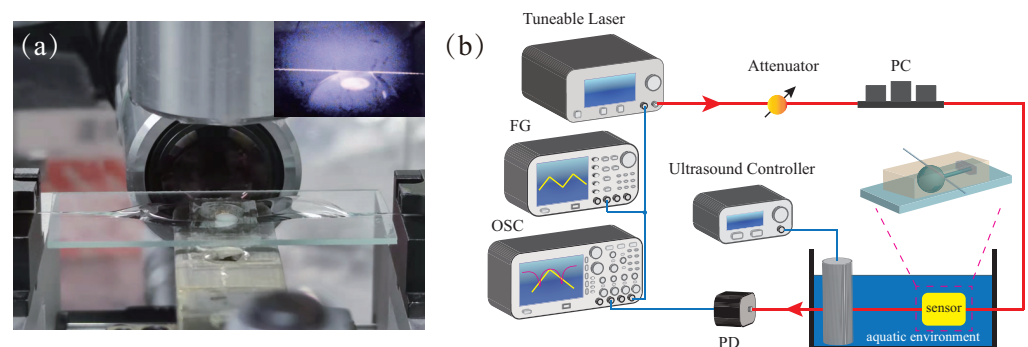 (a)
(b)
Tuneable Laser
Attenuator
PC
FG
Ultrasound Controller
OSC
sensor
PD
aquatic environment